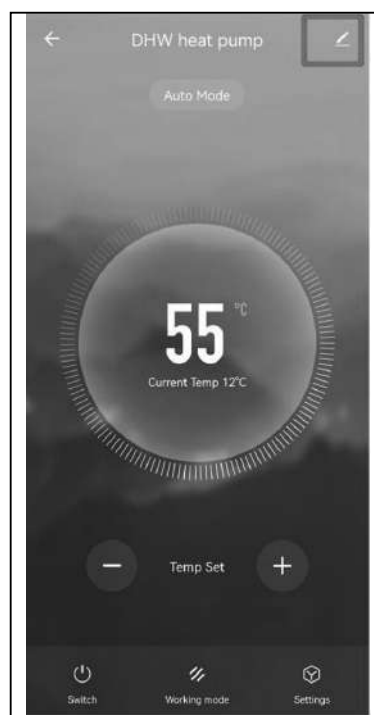 DHW heat pump
Auto Mode
55 °C
Current Temp 12°C
Temp Set
Switch
Working mode
Settings